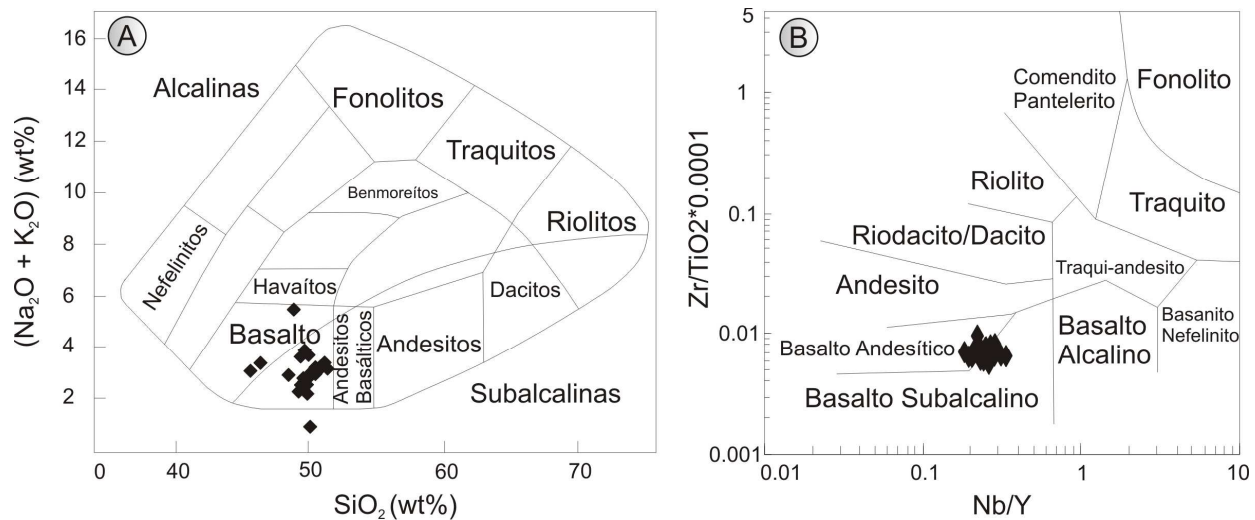 A
(Na₂O + K₂O) (wt%)
16
14
12
10
8
6
4
2
0
40
50
60
70
SiO₂ (wt%)
Alcalinas
Fonolitos
Traquitos
Benmoreítos
Riolitos
Nefelinitos
Havaítos
Dacitos
Basalto
Andesitos
Basálticos
Andesitos
Subalcalinas
B
Zr/TiO2*0.0001
5
1
0.1
0.01
0.001
0.01
0.1
1
10
Nb/Y
Comendito
Pantelerito
Fonolito
Riolito
Traquito
Riodacito/Dacito
Traqui-andesito
Andesito
Basanito
Nefelinito
Basalto
Alcalino
Basalto Andesítico
Basalto Subalcalino